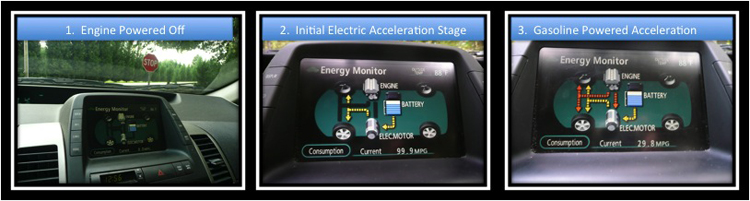 1. Engine Powered Off
STOP
Energy Monitor
2. Initial Electric Acceleration Stage
Energy Monitor
ENGINE
BATTERY
ELEC.MOTOR
Consumption
Current
99.9 MPG
3. Gasoline Powered Acceleration
Energy Monitor
ENGINE
BATTERY
ELEC.MOTOR
Consumption
Current
29.8 MPG